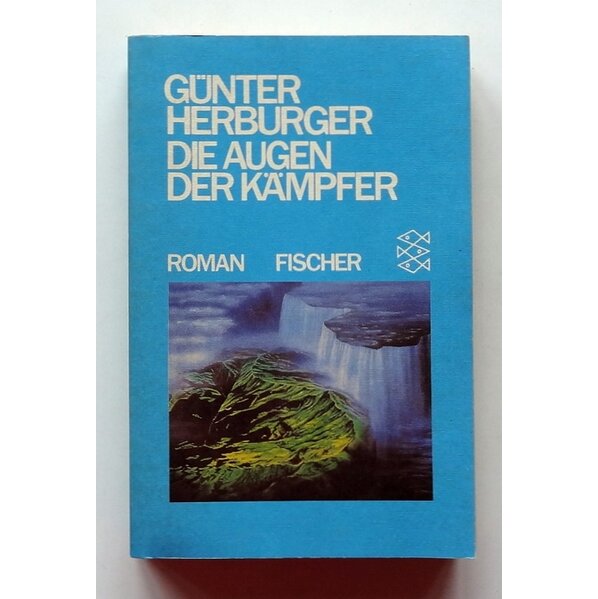 GÜNTER
HERBURGER
DIE AUGEN
DER KÄMPFER
ROMAN FISCHER